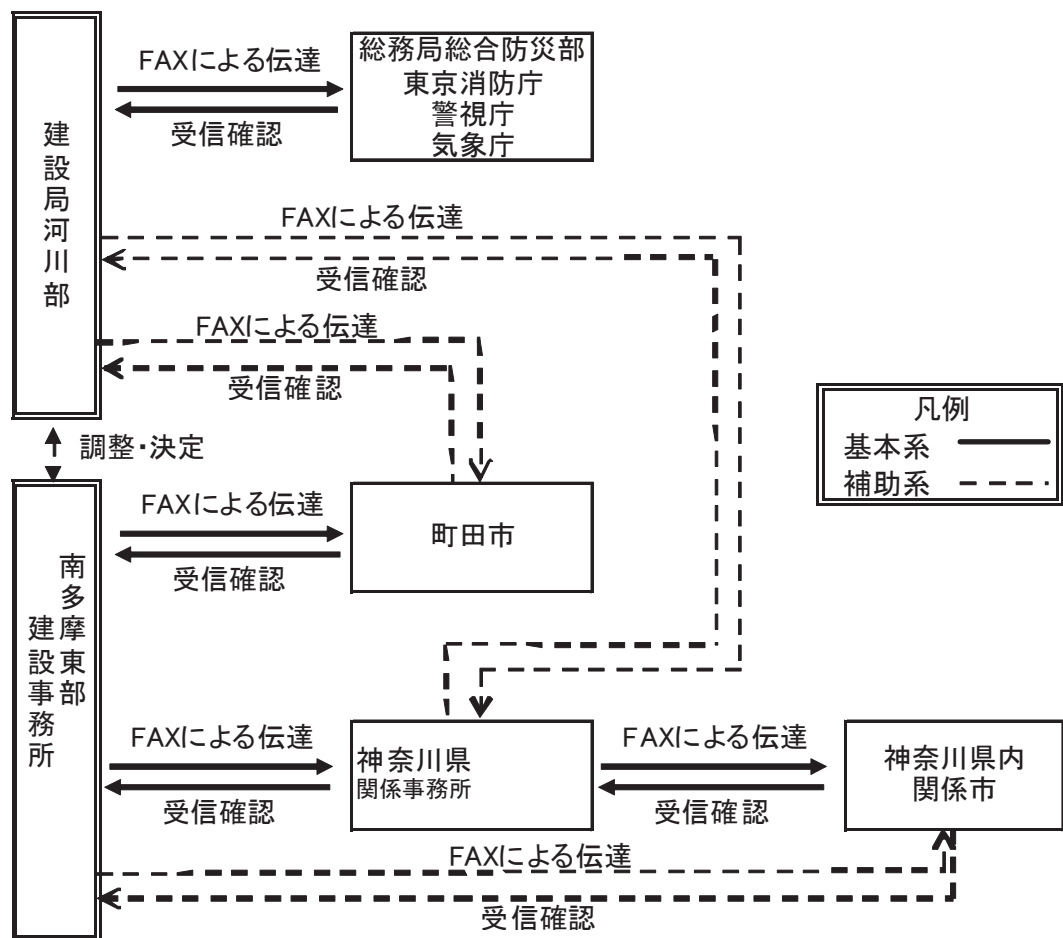 建設局河川部
FAXによる伝達
受信確認
総務局総合防災部
東京消防庁
警視庁
気象庁
FAXによる伝達
受信確認
FAXによる伝達
受信確認
凡例
基本系
補助系
調整・決定
南多摩東部
建設事務所
FAXによる伝達
受信確認
町田市
FAXによる伝達
受信確認
神奈川県
関係事務所
FAXによる伝達
受信確認
神奈川県内
関係市
FAXによる伝達
受信確認